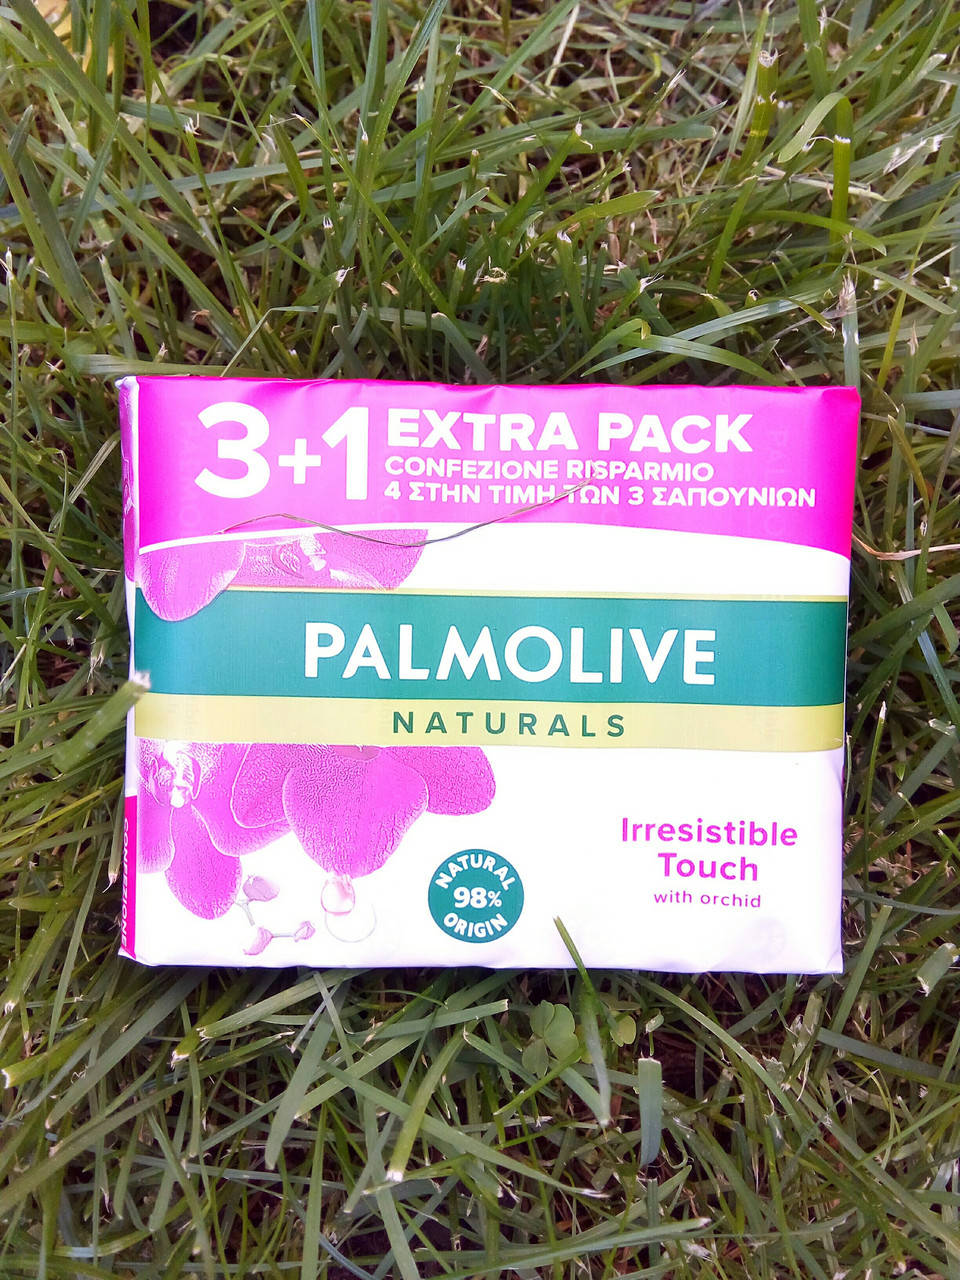 3+1
EXTRA PACK
CONFEZIONE RISPARMIO
4 ΣΤΗΝ ΤΙΜΗ ΤΩΝ 3 ΣΑΠΟΥΝΙΩΝ
PALMOLIVE
NATURALS
Irresistible
Touch
with orchid
NATURAL
98%
ORIGIN
CONFEZIONE